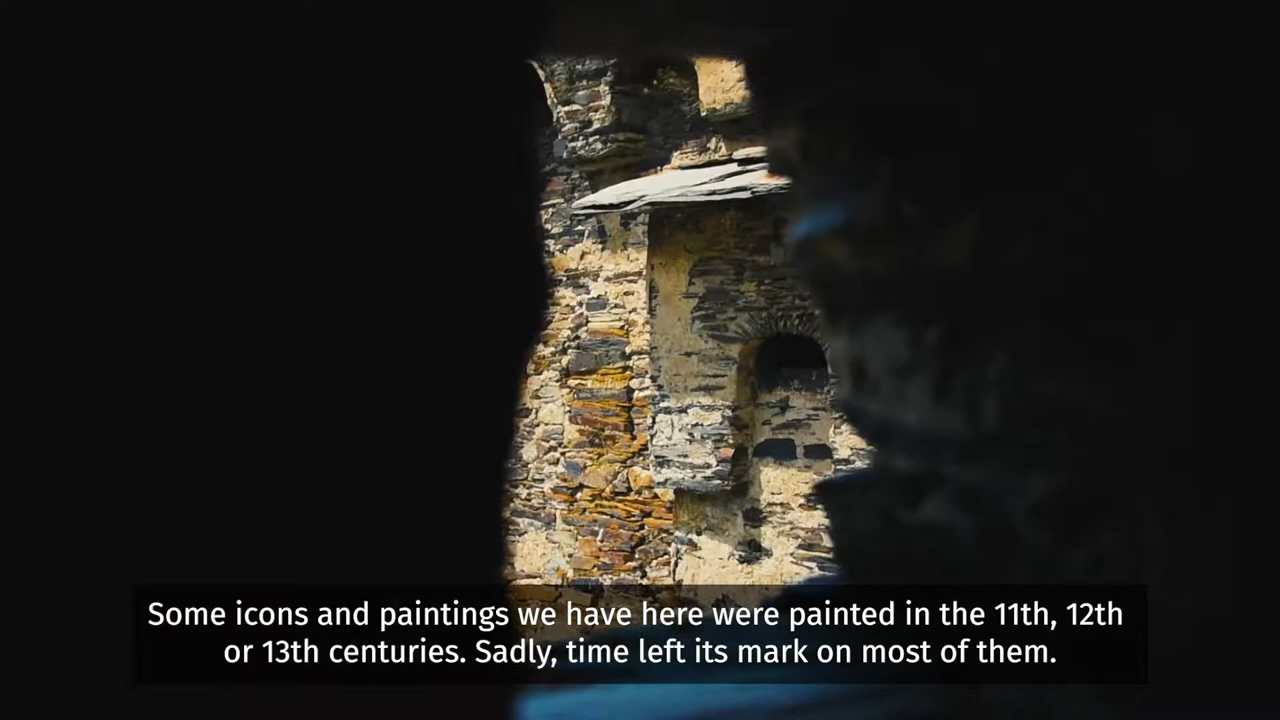 Some icons and paintings we have here were painted in the 11th, 12th
or 13th centuries. Sadly, time left its mark on most of them.